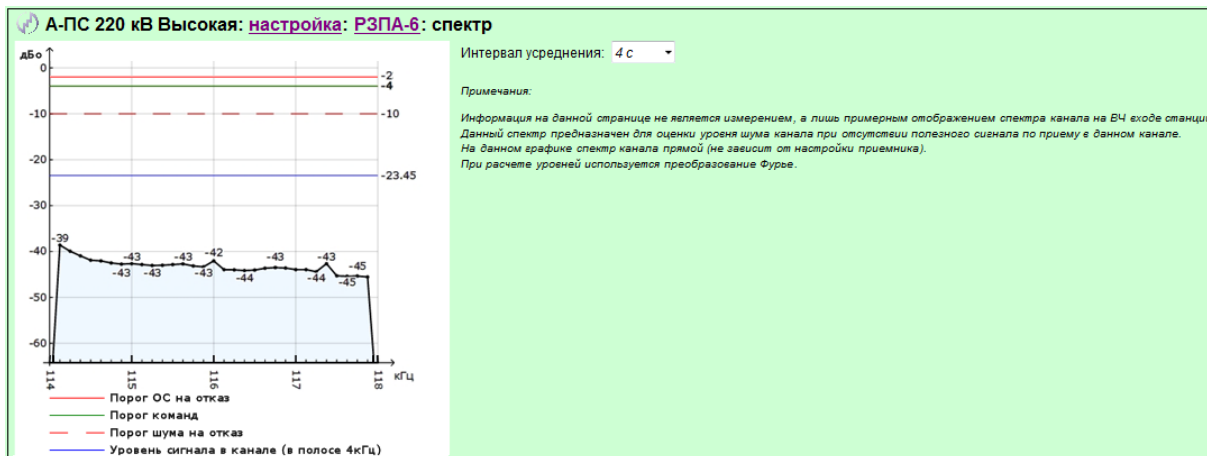 А-ПС 220 кВ Высокая: настройка: РЗПА-6: спектр
дБо
0
-2
-4
-10
-10
-20
-23.45
-30
-39
-40
-43
-43
-42
-43
-45
-43
-43
-43
-44
-44
-45
-50
-60
114
115
116
117
118
кГц
Порог ОС на отказ
Порог команд
Порог шума на отказ
Уровень сигнала в канале (в полосе 4кГц)
Интервал усреднения: 4 с
Примечания:
Информация на данной странице не является измерением, а лишь примерным отображением спектра канала на ВЧ входе станции
Данный спектр предназначен для оценки уровня шума канала при отсутствии полезного сигнала по приему в данном канале.
На данном графике спектр канала прямой (не зависит от настройки приемника).
При расчете уровней используется преобразование Фурье.